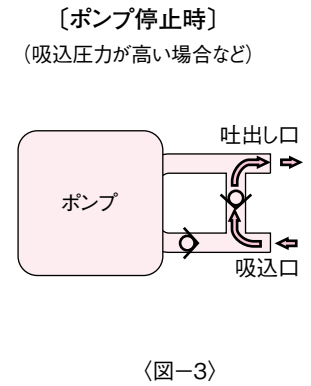 〔ポンプ停止時〕
（吸込圧力が高い場合など）
吐出し口
ポンプ
吸込口
〈図−3〉